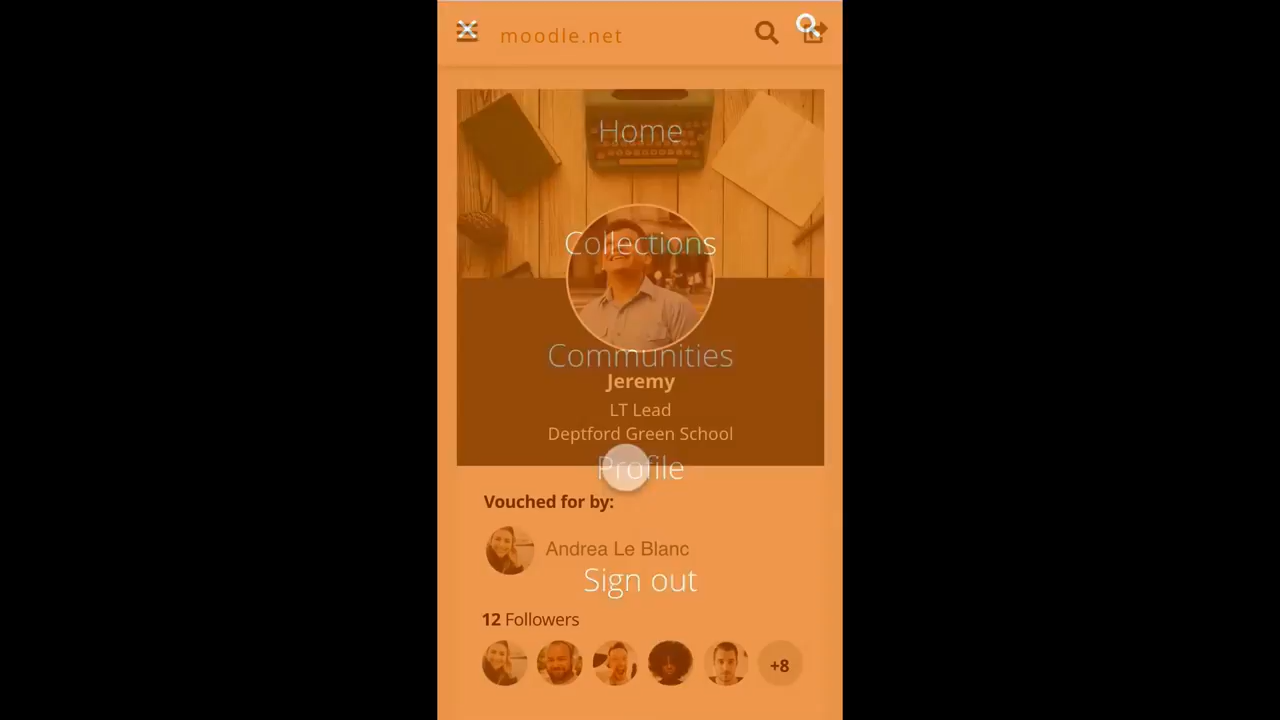 moodle.net
Home
Collections
Communities
Jeremy
LT Lead
Deptford Green School
Profile
Vouched for by:
Andrea Le Blanc
Sign out
12 Followers
+8